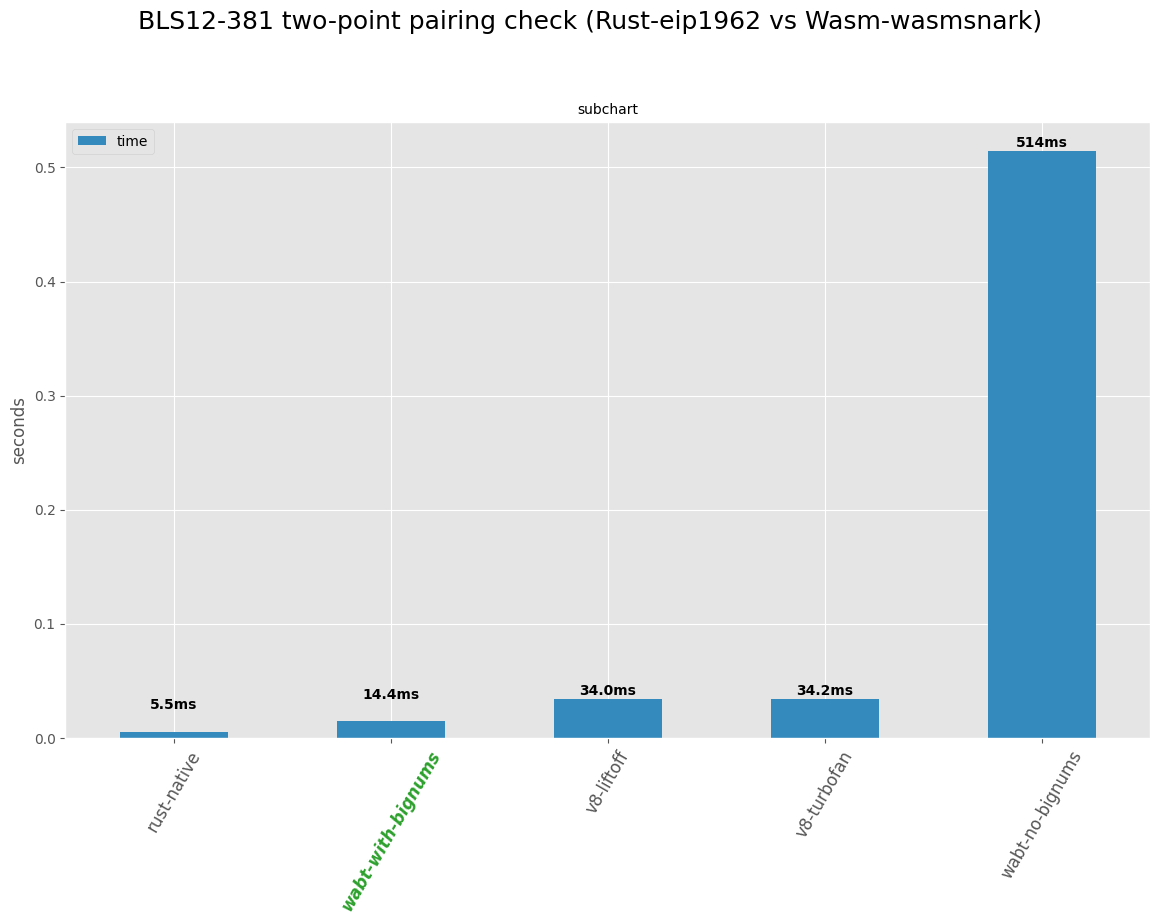 BLS12-381 two-point pairing check (Rust-eip1962 vs Wasm-wasmsnark)
subchart
time
seconds
0.5
0.4
0.3
0.2
0.1
0.0
5.5ms
14.4ms
34.0ms
34.2ms
514ms
rust-native
wabt-with-bignums
v8-liftoff
v8-turbofan
wabt-no-bignums